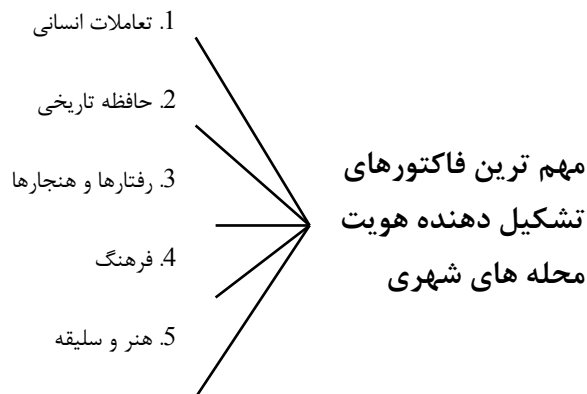 مهم ترین فاکتورهای
تشکیل دهنده هویت
محله های شهری
1. تعاملات انسانی
2. حافظه تاریخی
3. رفتارها و هنجارها
4. فرهنگ
5. هنر و سلیقه